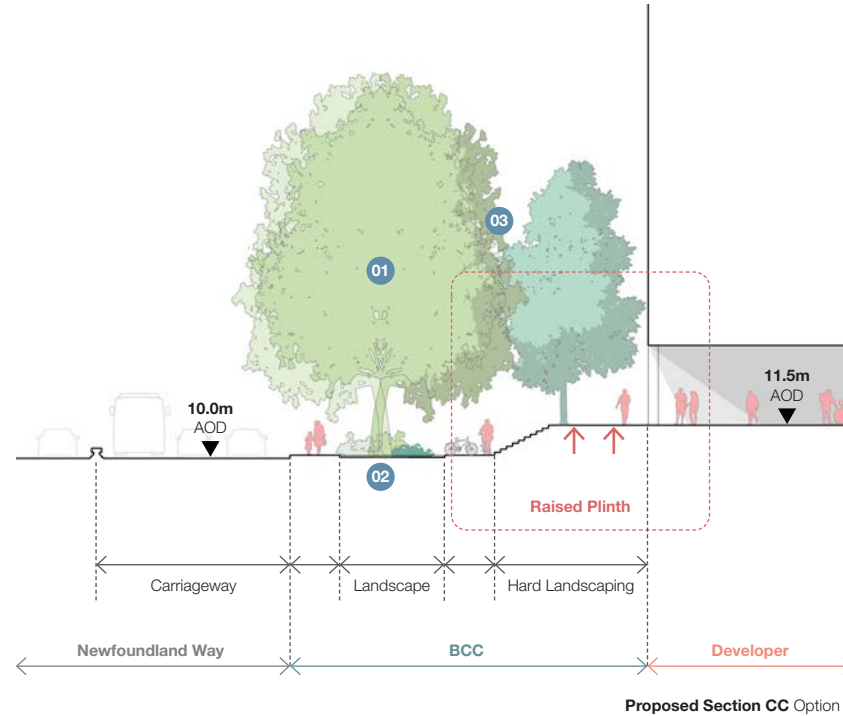 03
01
10.0m
AOD
11.5m
AOD
02
Raised Plinth
Carriageway
Landscape
Hard Landscaping
Newfoundland Way
BCC
Developer
Proposed Section CC Option